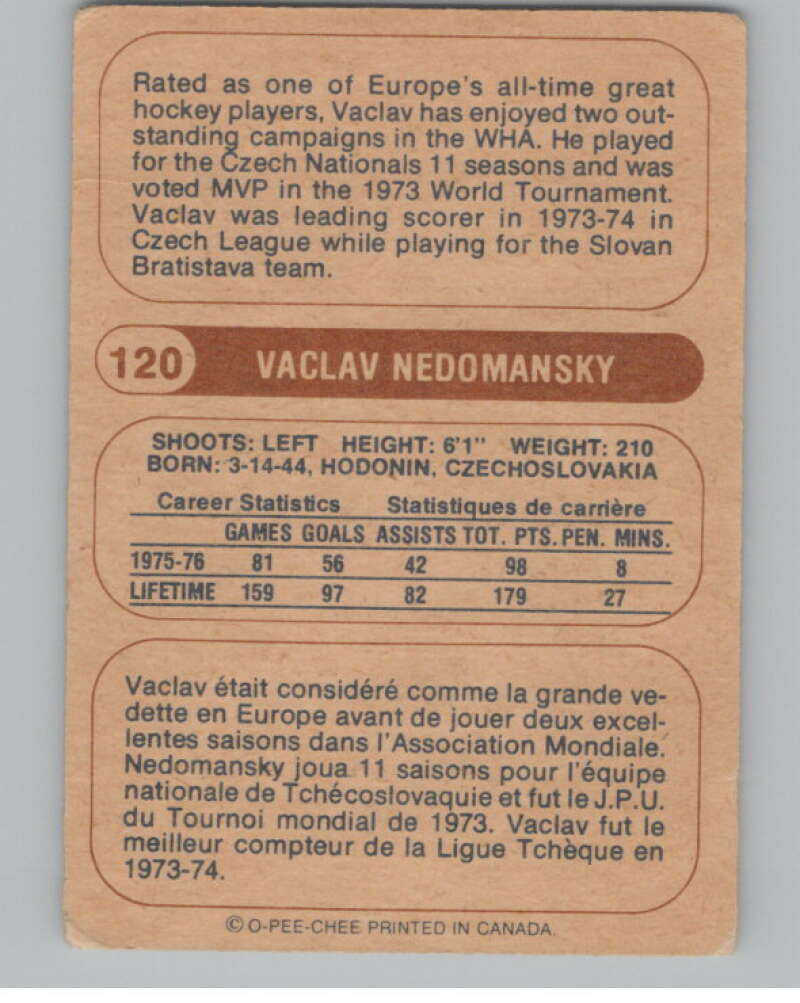 Rated as one of Europe's all-time great
hockey players, Vaclav has enjoyed two out-
standing campaigns in the WHA. He played
for the Czech Nationals 11 seasons and was
voted MVP in the 1973 World Tournament.
Vaclav was leading scorer in 1973-74 in
Czech League while playing for the Slovan
Bratistava team.
120 VACLAV NEDOMANSKY
SHOOTS: LEFT HEIGHT: 6'1" WEIGHT: 210
BORN: 3-14-44, HODONIN, CZECHOSLOVAKIA
Career Statistics Statistiques de carrière
GAMES GOALS ASSISTS TOT. PTS. PEN. MINS.
1975-76 81 56 42 98 8
LIFETIME 159 97 82 179 27
Vaclav était considéré comme la grande ve-
dette en Europe avant de jouer deux excel-
lentes saisons dans l'Association Mondiale.
Nedomansky joua 11 saisons pour l'équipe
nationale de Tchécoslovaquie et fut le J.P.U.
du Tournoi mondial de 1973. Vaclav fut le
meilleur compteur de la Ligue Tchèque en
1973-74.
© O-PEE-CHEE PRINTED IN CANADA.